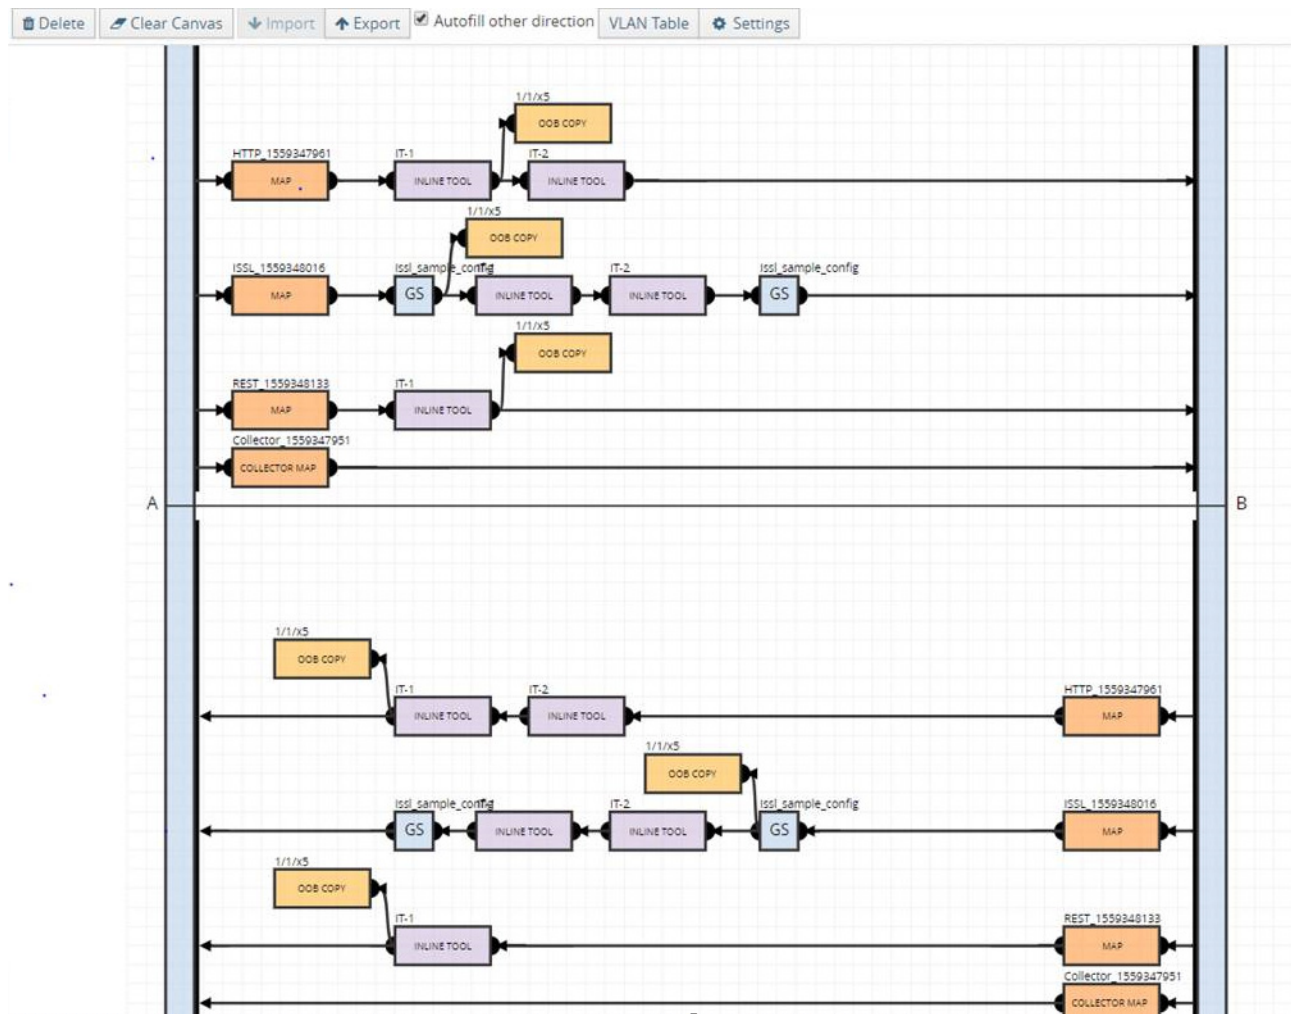 Delete Clear Canvas Import Export Autofill other direction VLAN Table Settings
1/1/x5
OOB COPY
HTTP_1559347961 IT-1 IT-2
MAP INLINE TOOL INLINE TOOL
1/1/x5
OOB COPY
ISSL_1559348016 Issl_sample_config IT-2 Issl_sample_config
MAP GS INLINE TOOL INLINE TOOL GS
1/1/x5
OOB COPY
REST_1559348133 IT-1
MAP INLINE TOOL
Collector_1559347951
COLLECTOR MAP
A B
1/1/x5
OOB COPY
IT-1 IT-2 HTTP_1559347961
INLINE TOOL INLINE TOOL MAP
1/1/x5
OOB COPY
Issl_sample_config IT-2 Issl_sample_config ISSL_1559348016
GS INLINE TOOL INLINE TOOL GS MAP
1/1/x5
OOB COPY
IT-1 REST_1559348133
INLINE TOOL MAP
Collector_1559347951
COLLECTOR MAP